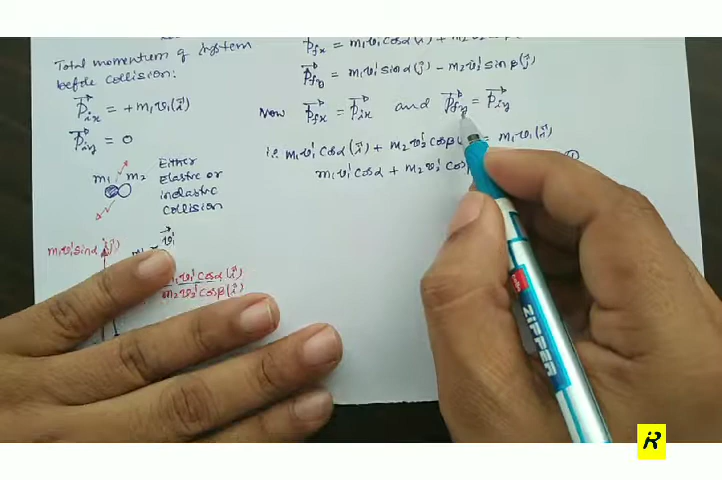 Total momentum of system
before collision:
P⃗ix = + m₁v₁(i⃗)
P⃗iy = 0
m₁ m₂
Either
Elastic or
inelastic
collision
v⃗₁'
m₁v₁'sinα(j⃗)
m₁v₁'cosα(i⃗)
m₂v₂'cosβ(i⃗)
P⃗fx = m₁v₁'cosα(i⃗) +
P⃗fy = m₁v₁'sinα(j⃗) − m₂v₂'sinβ(j⃗)
Now P⃗fx = P⃗ix and P⃗fy = P⃗iy
i.e. m₁v₁'cosα(i⃗) + m₂v₂'cosβ = m₁v₁(i⃗)
m₁v₁'cosα + m₂v₂'cos
ZIPPER
R